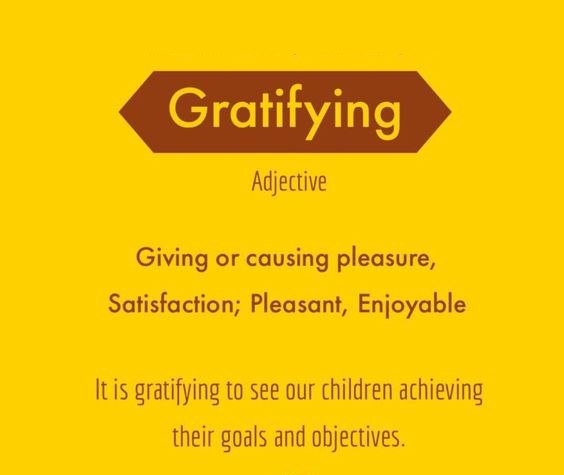 Gratifying
Adjective
Giving or causing pleasure,
Satisfaction; Pleasant, Enjoyable
It is gratifying to see our children achieving
their goals and objectives.